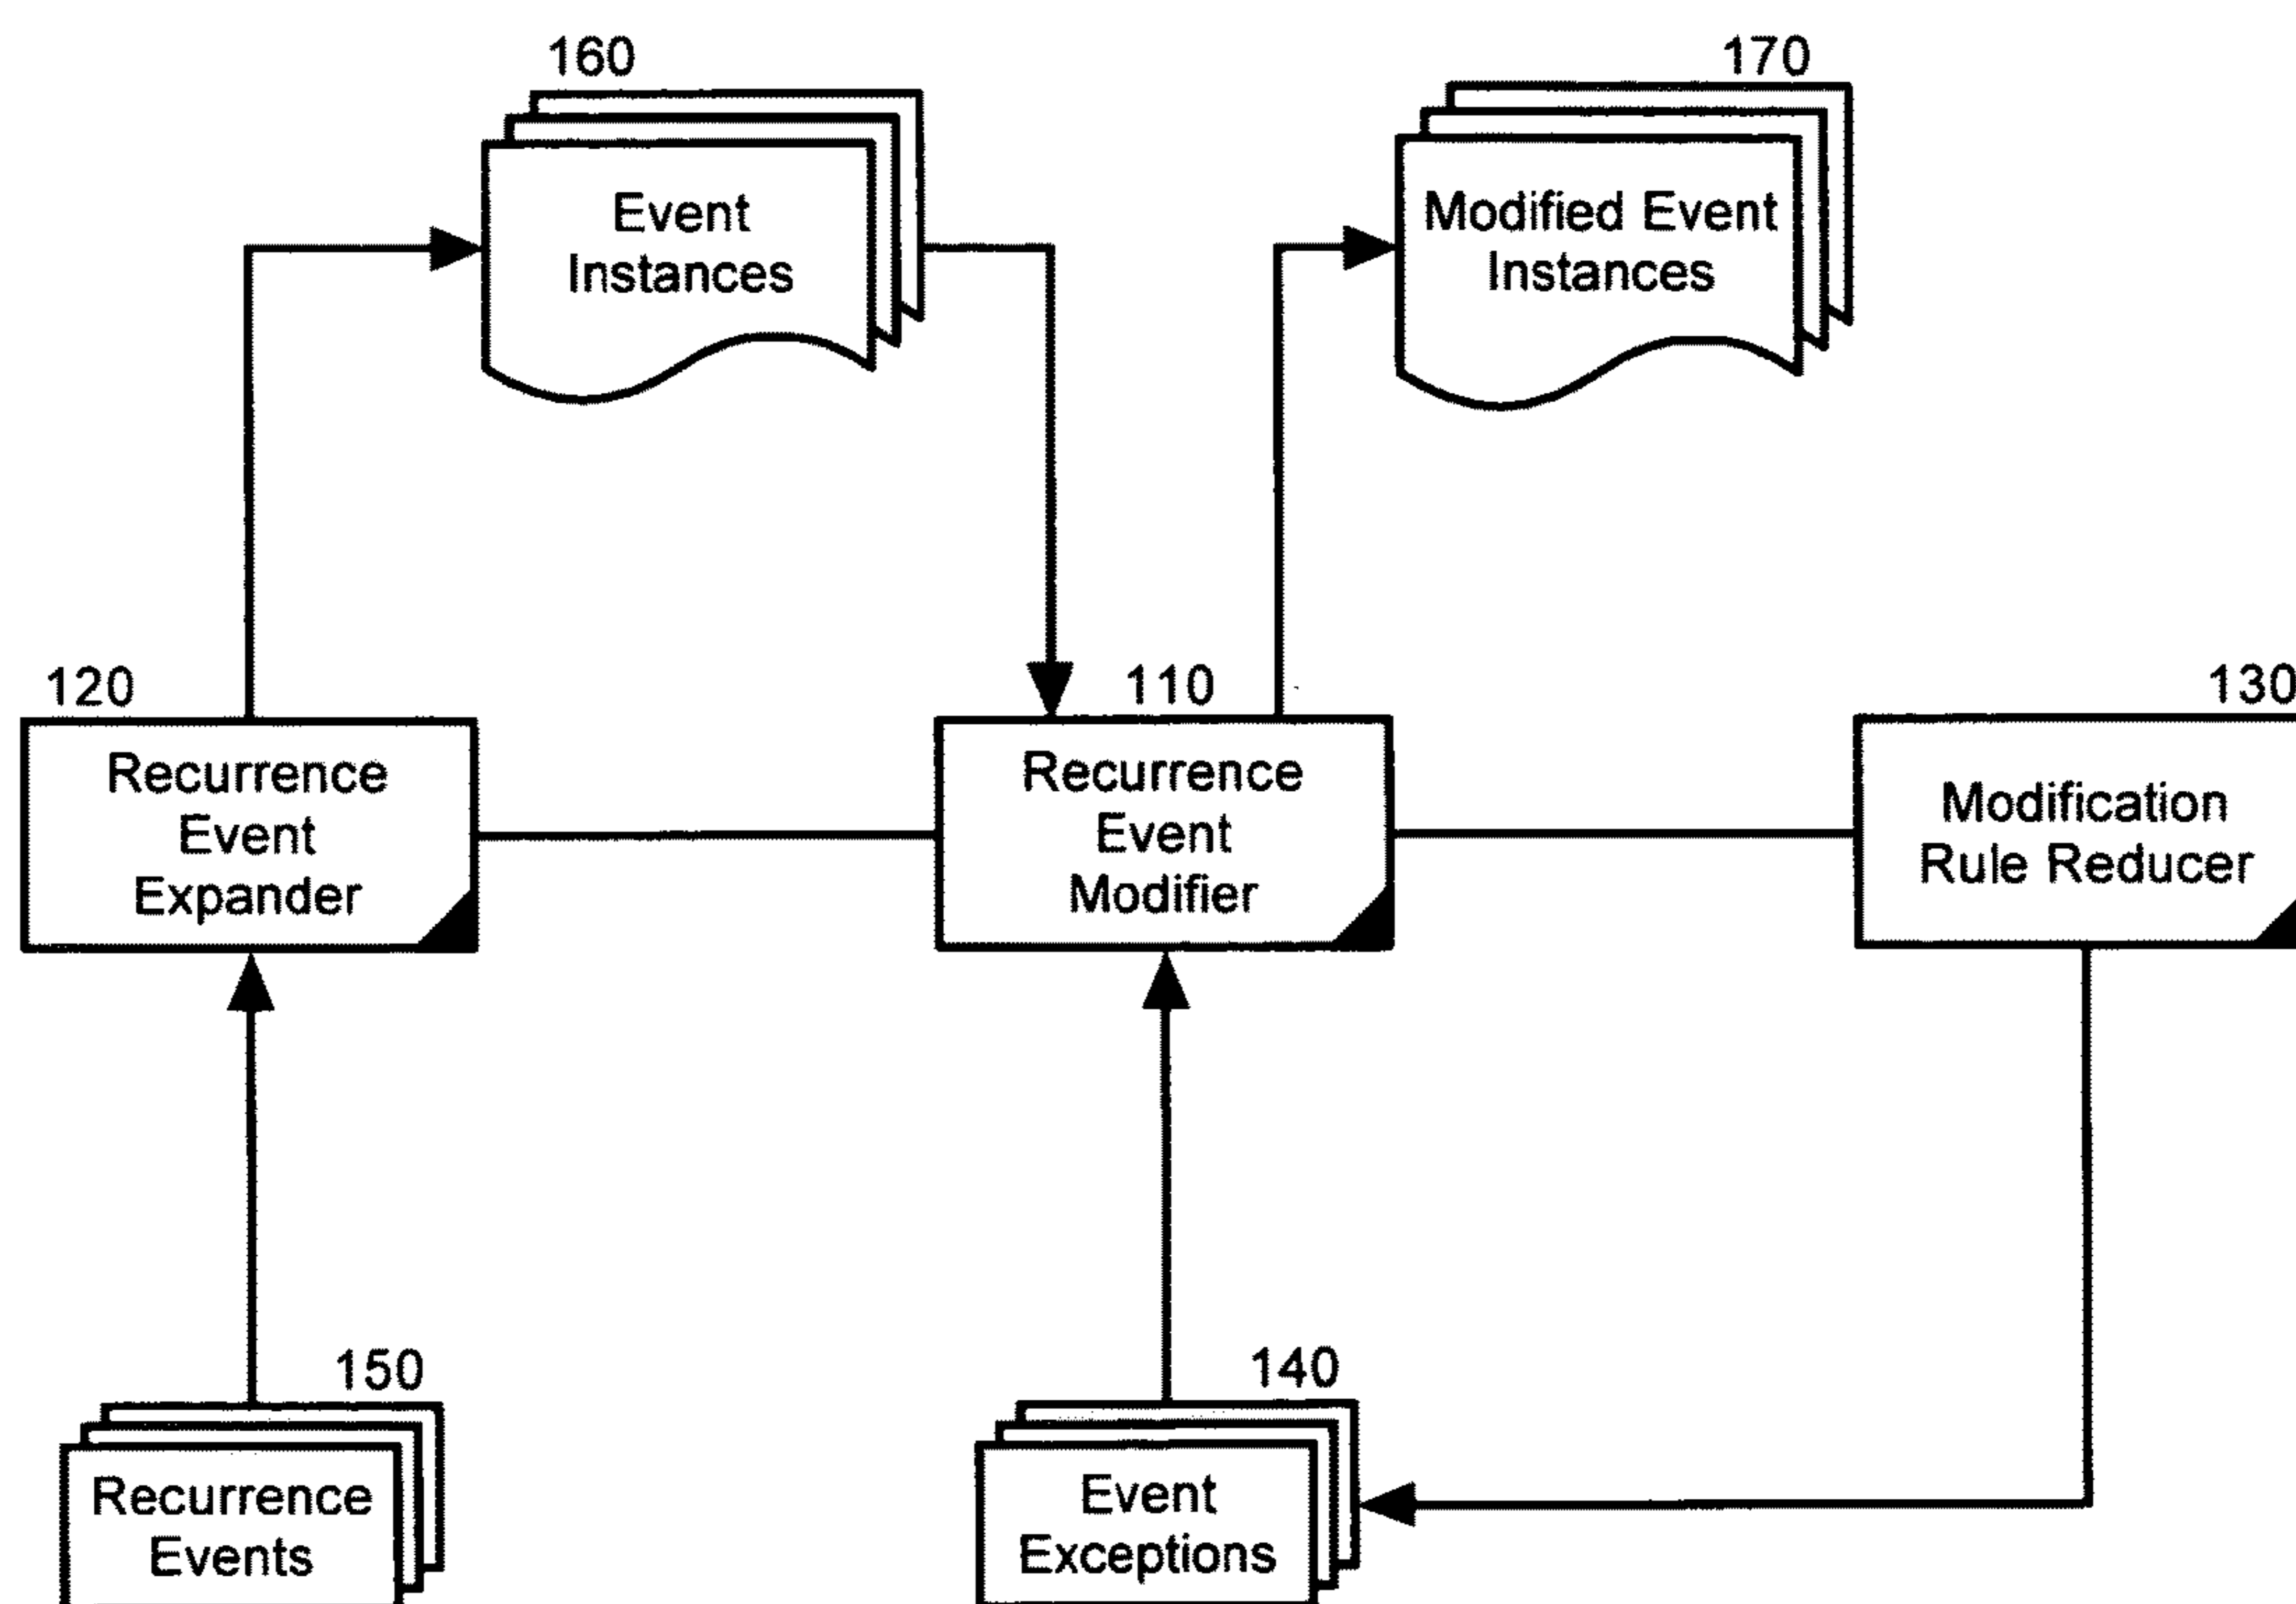 160
Event
Instances
170
Modified Event
Instances
120
Recurrence
Event
Expander
110
Recurrence
Event
Modifier
130
Modification
Rule Reducer
150
Recurrence
Events
140
Event
Exceptions